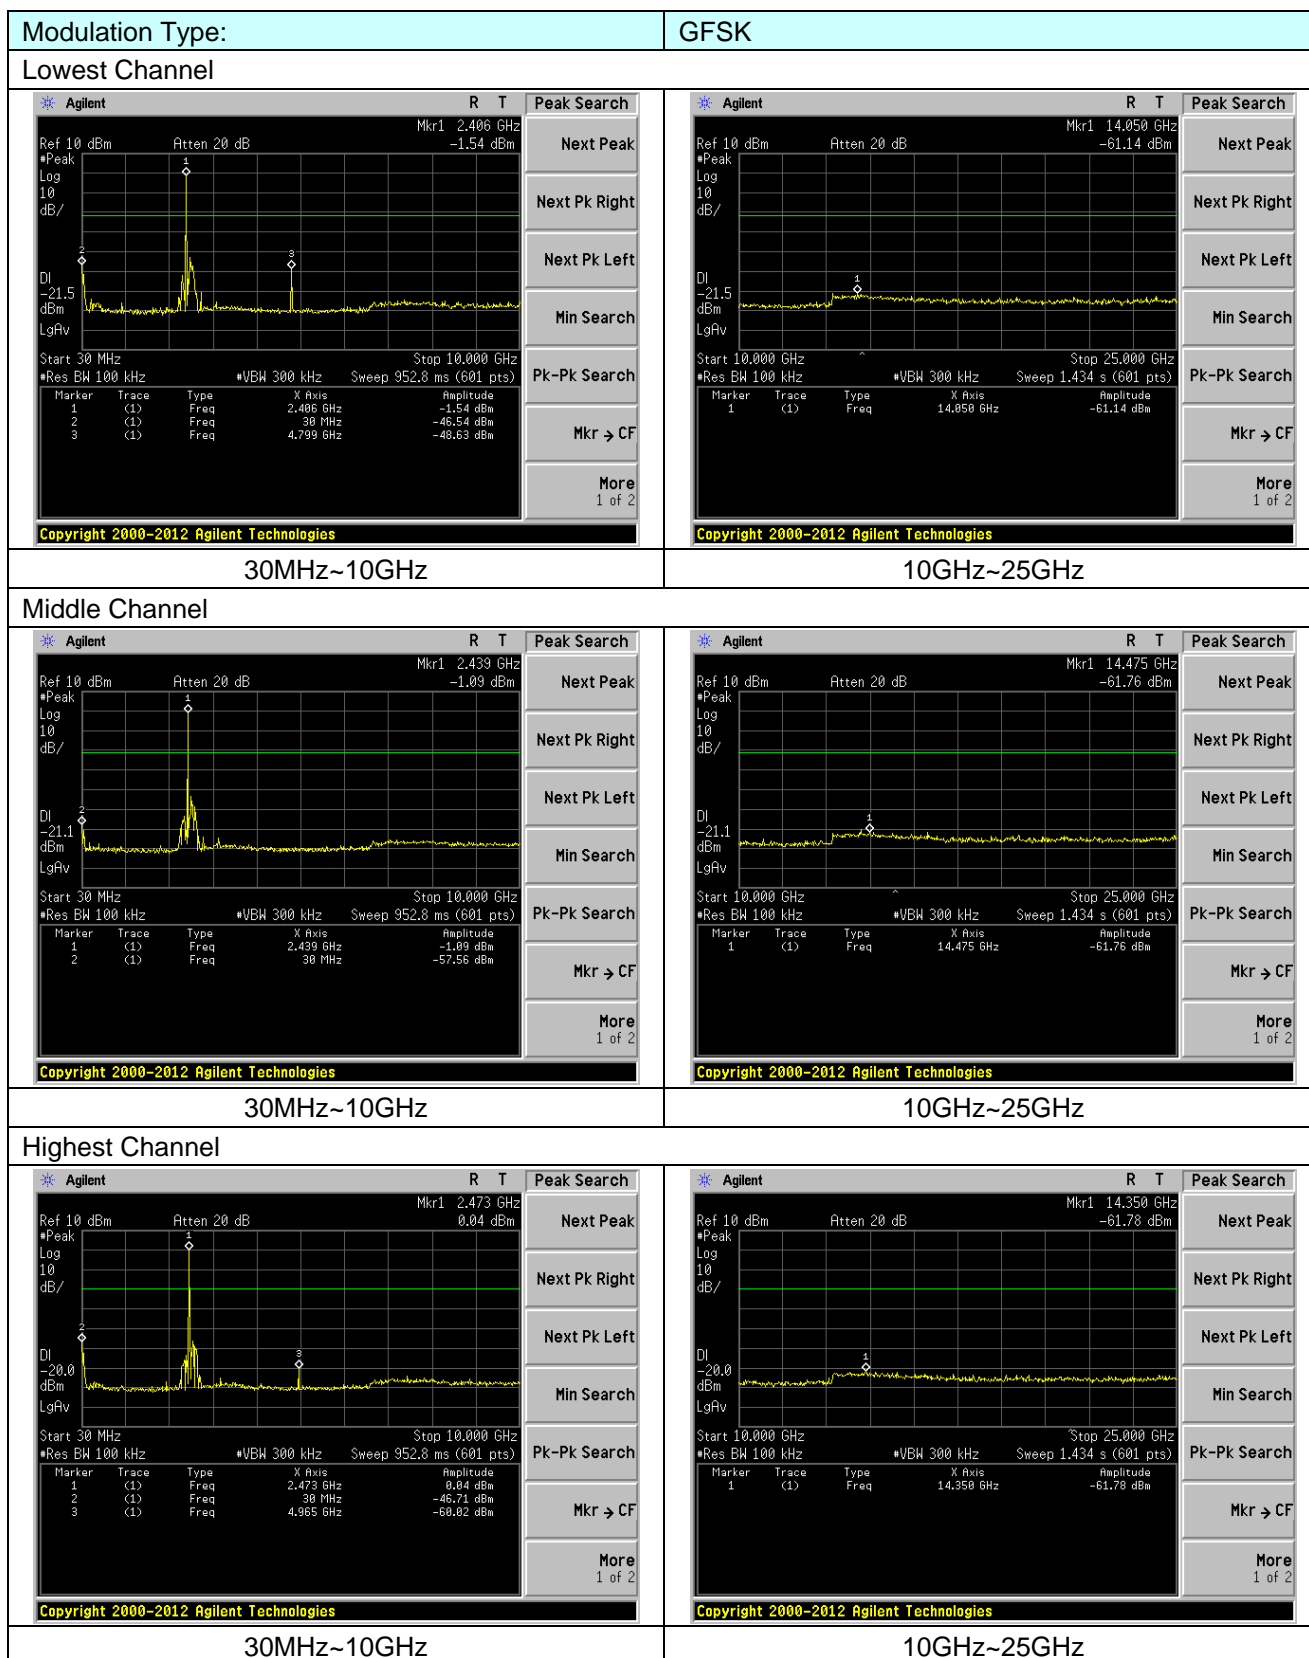 Modulation Type: GFSK
Lowest Channel
Agilent R T Peak Search
Mkr1 2.406 GHz
Ref 10 dBm Atten 20 dB -1.54 dBm
#Peak
Log
10
dB/
1
2
3
DI
-21.5
dBm
LgAv
Start 30 MHz Stop 10.000 GHz
#Res BW 100 kHz #VBW 300 kHz Sweep 952.8 ms (601 pts)
Marker Trace Type X Axis Amplitude
1 (1) Freq 2.406 GHz -1.54 dBm
2 (1) Freq 30 MHz -46.54 dBm
3 (1) Freq 4.799 GHz -48.63 dBm
Next Peak
Next Pk Right
Next Pk Left
Min Search
Pk-Pk Search
Mkr → CF
More
1 of 2
Copyright 2000-2012 Agilent Technologies
Agilent R T Peak Search
Mkr1 14.050 GHz
Ref 10 dBm Atten 20 dB -61.14 dBm
#Peak
Log
10
dB/
1
DI
-21.5
dBm
LgAv
Start 10.000 GHz Stop 25.000 GHz
#Res BW 100 kHz #VBW 300 kHz Sweep 1.434 s (601 pts)
Marker Trace Type X Axis Amplitude
1 (1) Freq 14.050 GHz -61.14 dBm
Next Peak
Next Pk Right
Next Pk Left
Min Search
Pk-Pk Search
Mkr → CF
More
1 of 2
Copyright 2000-2012 Agilent Technologies
30MHz~10GHz 10GHz~25GHz
Middle Channel
Agilent R T Peak Search
Mkr1 2.439 GHz
Ref 10 dBm Atten 20 dB -1.09 dBm
#Peak
Log
10
dB/
1
2
DI
-21.1
dBm
LgAv
Start 30 MHz Stop 10.000 GHz
#Res BW 100 kHz #VBW 300 kHz Sweep 952.8 ms (601 pts)
Marker Trace Type X Axis Amplitude
1 (1) Freq 2.439 GHz -1.09 dBm
2 (1) Freq 30 MHz -57.56 dBm
Next Peak
Next Pk Right
Next Pk Left
Min Search
Pk-Pk Search
Mkr → CF
More
1 of 2
Copyright 2000-2012 Agilent Technologies
Agilent R T Peak Search
Mkr1 14.475 GHz
Ref 10 dBm Atten 20 dB -61.76 dBm
#Peak
Log
10
dB/
1
DI
-21.1
dBm
LgAv
Start 10.000 GHz Stop 25.000 GHz
#Res BW 100 kHz #VBW 300 kHz Sweep 1.434 s (601 pts)
Marker Trace Type X Axis Amplitude
1 (1) Freq 14.475 GHz -61.76 dBm
Next Peak
Next Pk Right
Next Pk Left
Min Search
Pk-Pk Search
Mkr → CF
More
1 of 2
Copyright 2000-2012 Agilent Technologies
30MHz~10GHz 10GHz~25GHz
Highest Channel
Agilent R T Peak Search
Mkr1 2.473 GHz
Ref 10 dBm Atten 20 dB 0.04 dBm
#Peak
Log
10
dB/
1
2
3
DI
-20.0
dBm
LgAv
Start 30 MHz Stop 10.000 GHz
#Res BW 100 kHz #VBW 300 kHz Sweep 952.8 ms (601 pts)
Marker Trace Type X Axis Amplitude
1 (1) Freq 2.473 GHz 0.04 dBm
2 (1) Freq 30 MHz -46.71 dBm
3 (1) Freq 4.965 GHz -60.02 dBm
Next Peak
Next Pk Right
Next Pk Left
Min Search
Pk-Pk Search
Mkr → CF
More
1 of 2
Copyright 2000-2012 Agilent Technologies
Agilent R T Peak Search
Mkr1 14.350 GHz
Ref 10 dBm Atten 20 dB -61.78 dBm
#Peak
Log
10
dB/
1
DI
-20.0
dBm
LgAv
Start 10.000 GHz Stop 25.000 GHz
#Res BW 100 kHz #VBW 300 kHz Sweep 1.434 s (601 pts)
Marker Trace Type X Axis Amplitude
1 (1) Freq 14.350 GHz -61.78 dBm
Next Peak
Next Pk Right
Next Pk Left
Min Search
Pk-Pk Search
Mkr → CF
More
1 of 2
Copyright 2000-2012 Agilent Technologies
30MHz~10GHz 10GHz~25GHz